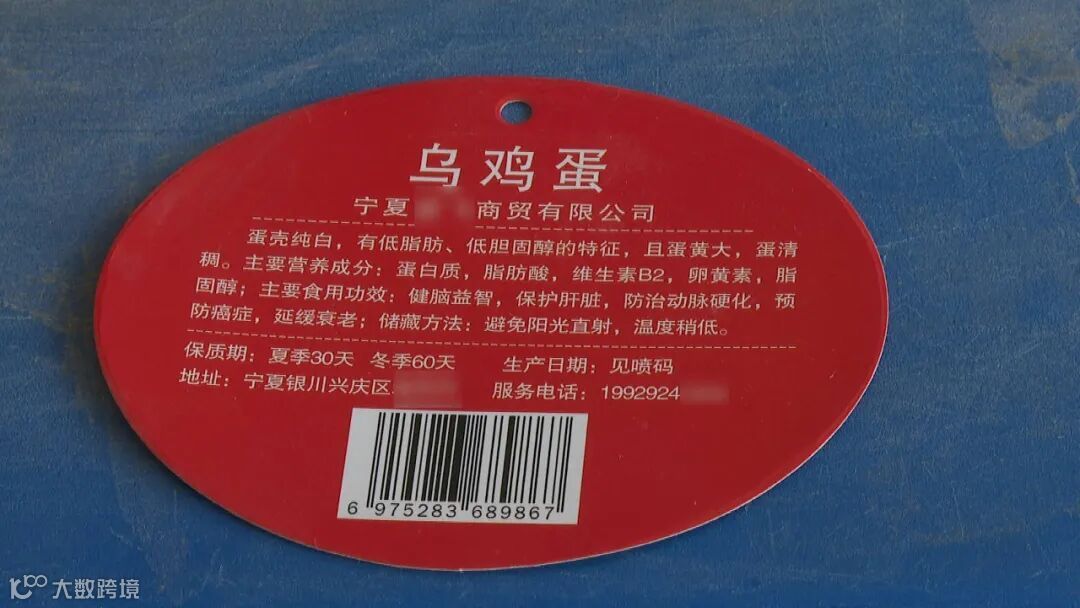 乌鸡蛋
宁夏 商贸有限公司
蛋壳纯白，有低脂肪、低胆固醇的特征，且蛋黄大，蛋清
稠。主要营养成分：蛋白质，脂肪酸，维生素B2，卵黄素，脂
固醇；主要食用功效：健脑益智，保护肝脏，防治动脉硬化，预
防癌症，延缓衰老；储藏方法：避免阳光直射，温度稍低。
保质期：夏季30天 冬季60天 生产日期：见喷码
地址：宁夏银川兴庆区 服务电话：1992924
6 975283 689867
大数跨境